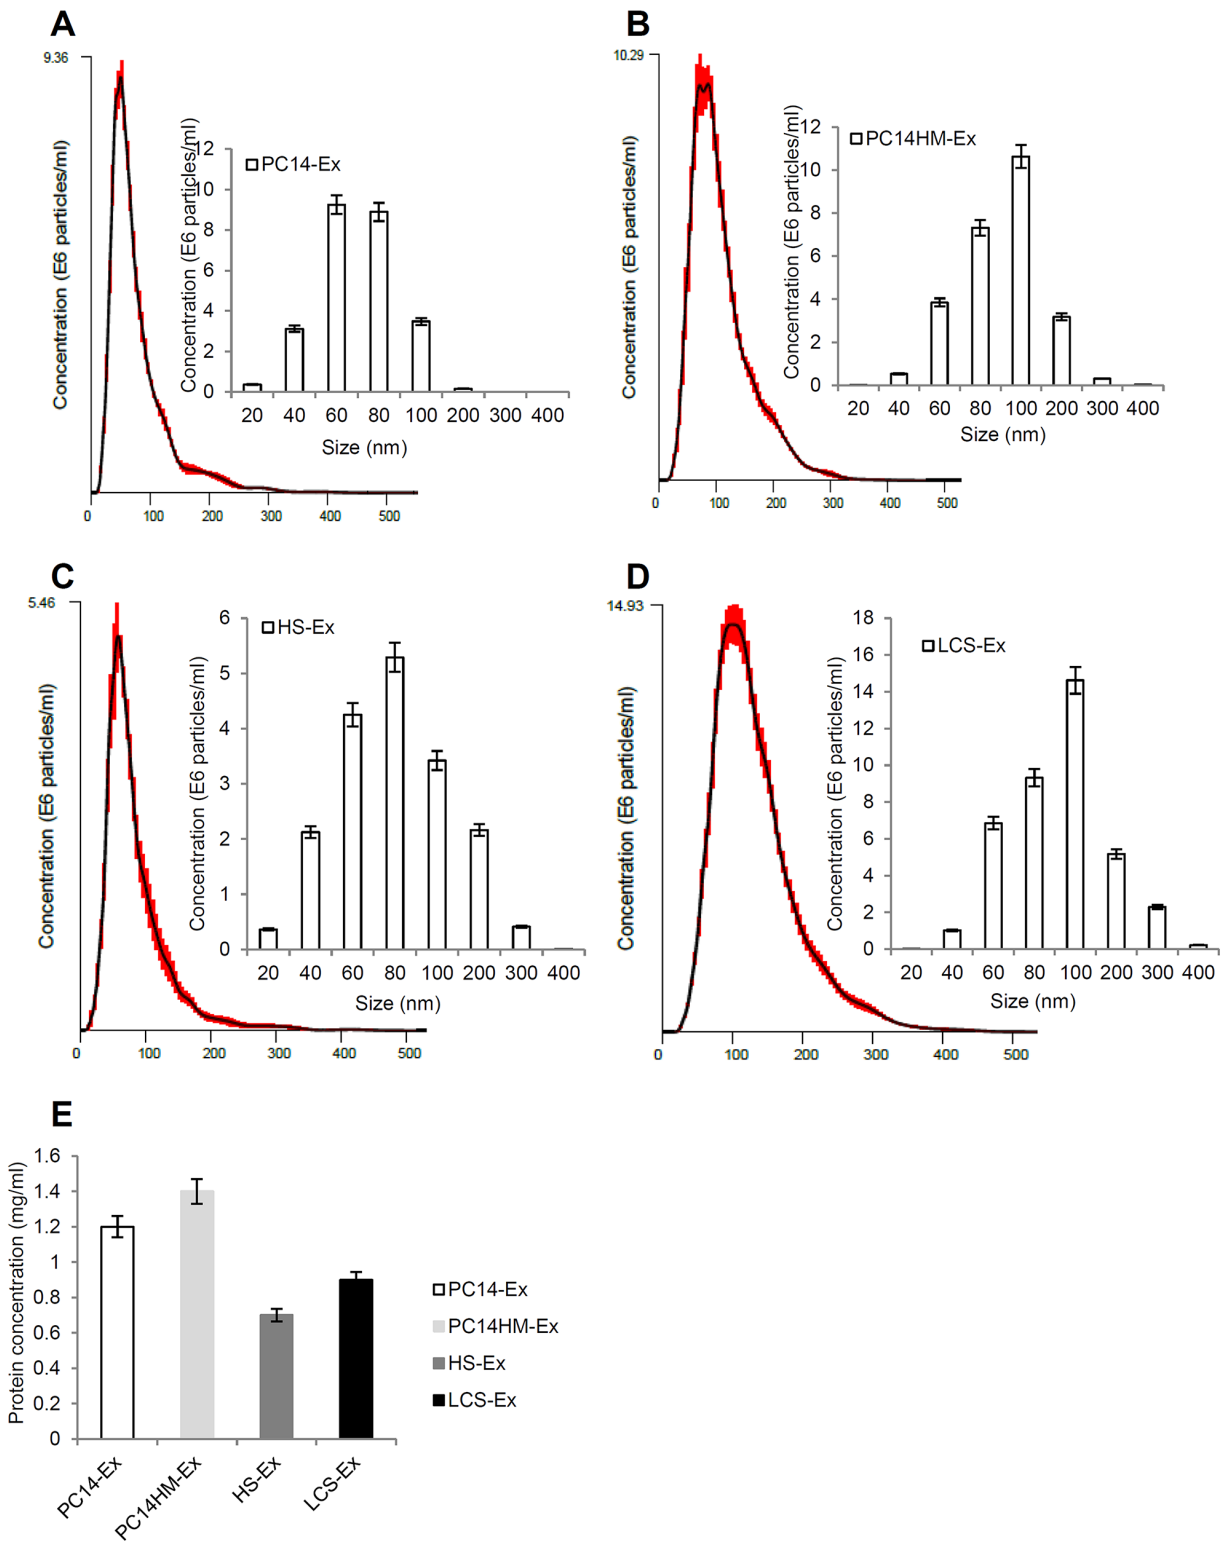 A
9.36
Concentration (E6 particles/ml)
0 100 200 300 400 500
Concentration (E6 particles/ml)
12
10
8
6
4
2
0
PC14-Ex
20 40 60 80 100 200 300 400
Size (nm)
B
10.29
Concentration (E6 particles/ml)
0 100 200 300 400 500
Concentration (E6 particles/ml)
12
10
8
6
4
2
0
PC14HM-Ex
20 40 60 80 100 200 300 400
Size (nm)
C
5.46
Concentration (E6 particles/ml)
0 100 200 300 400 500
Concentration (E6 particles/ml)
6
5
4
3
2
1
0
HS-Ex
20 40 60 80 100 200 300 400
Size (nm)
D
14.93
Concentration (E6 particles/ml)
0 100 200 300 400 500
Concentration (E6 particles/ml)
18
16
14
12
10
8
6
4
2
0
LCS-Ex
20 40 60 80 100 200 300 400
Size (nm)
E
Protein concentration (mg/ml)
1.6
1.4
1.2
1
0.8
0.6
0.4
0.2
0
PC14-Ex
PC14HM-Ex
HS-Ex
LCS-Ex
PC14-Ex
PC14HM-Ex
HS-Ex
LCS-Ex